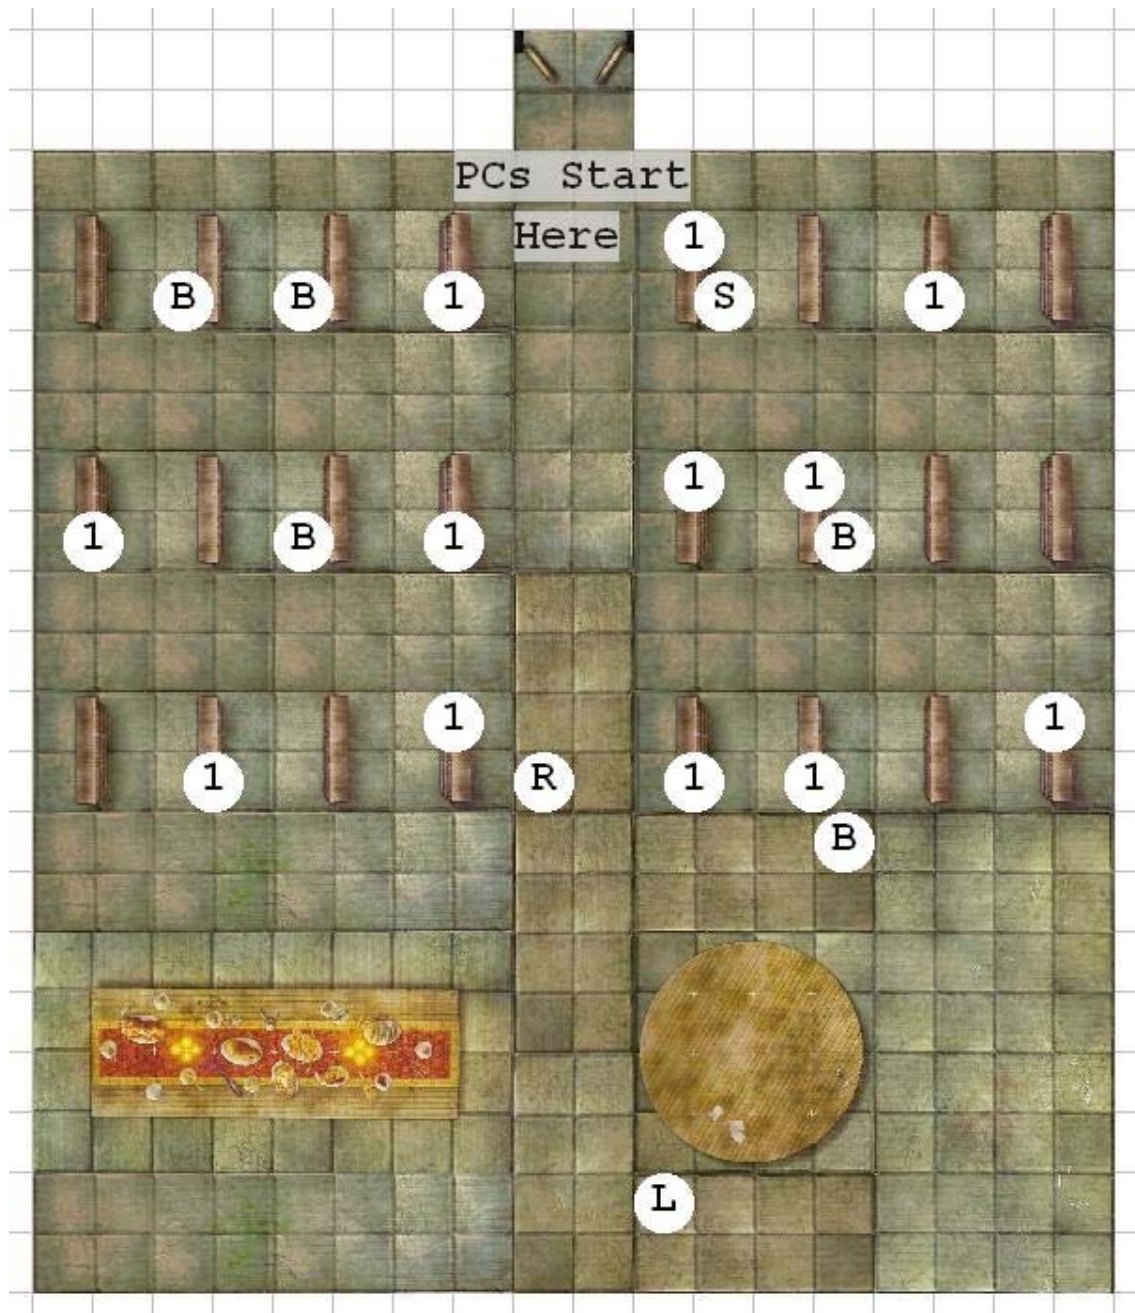 PCs Start
Here 1
B B 1 S 1
1 1
1 B 1 B
1 1
1 R 1 1
B
L